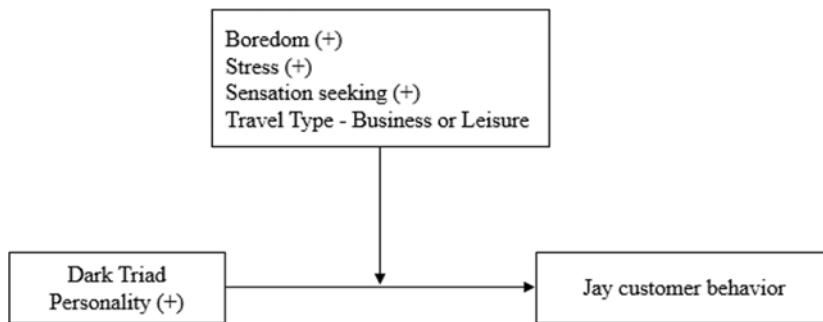 Boredom (+)
Stress (+)
Sensation seeking (+)
Travel Type - Business or Leisure
Dark Triad
Personality (+)
Jay customer behavior